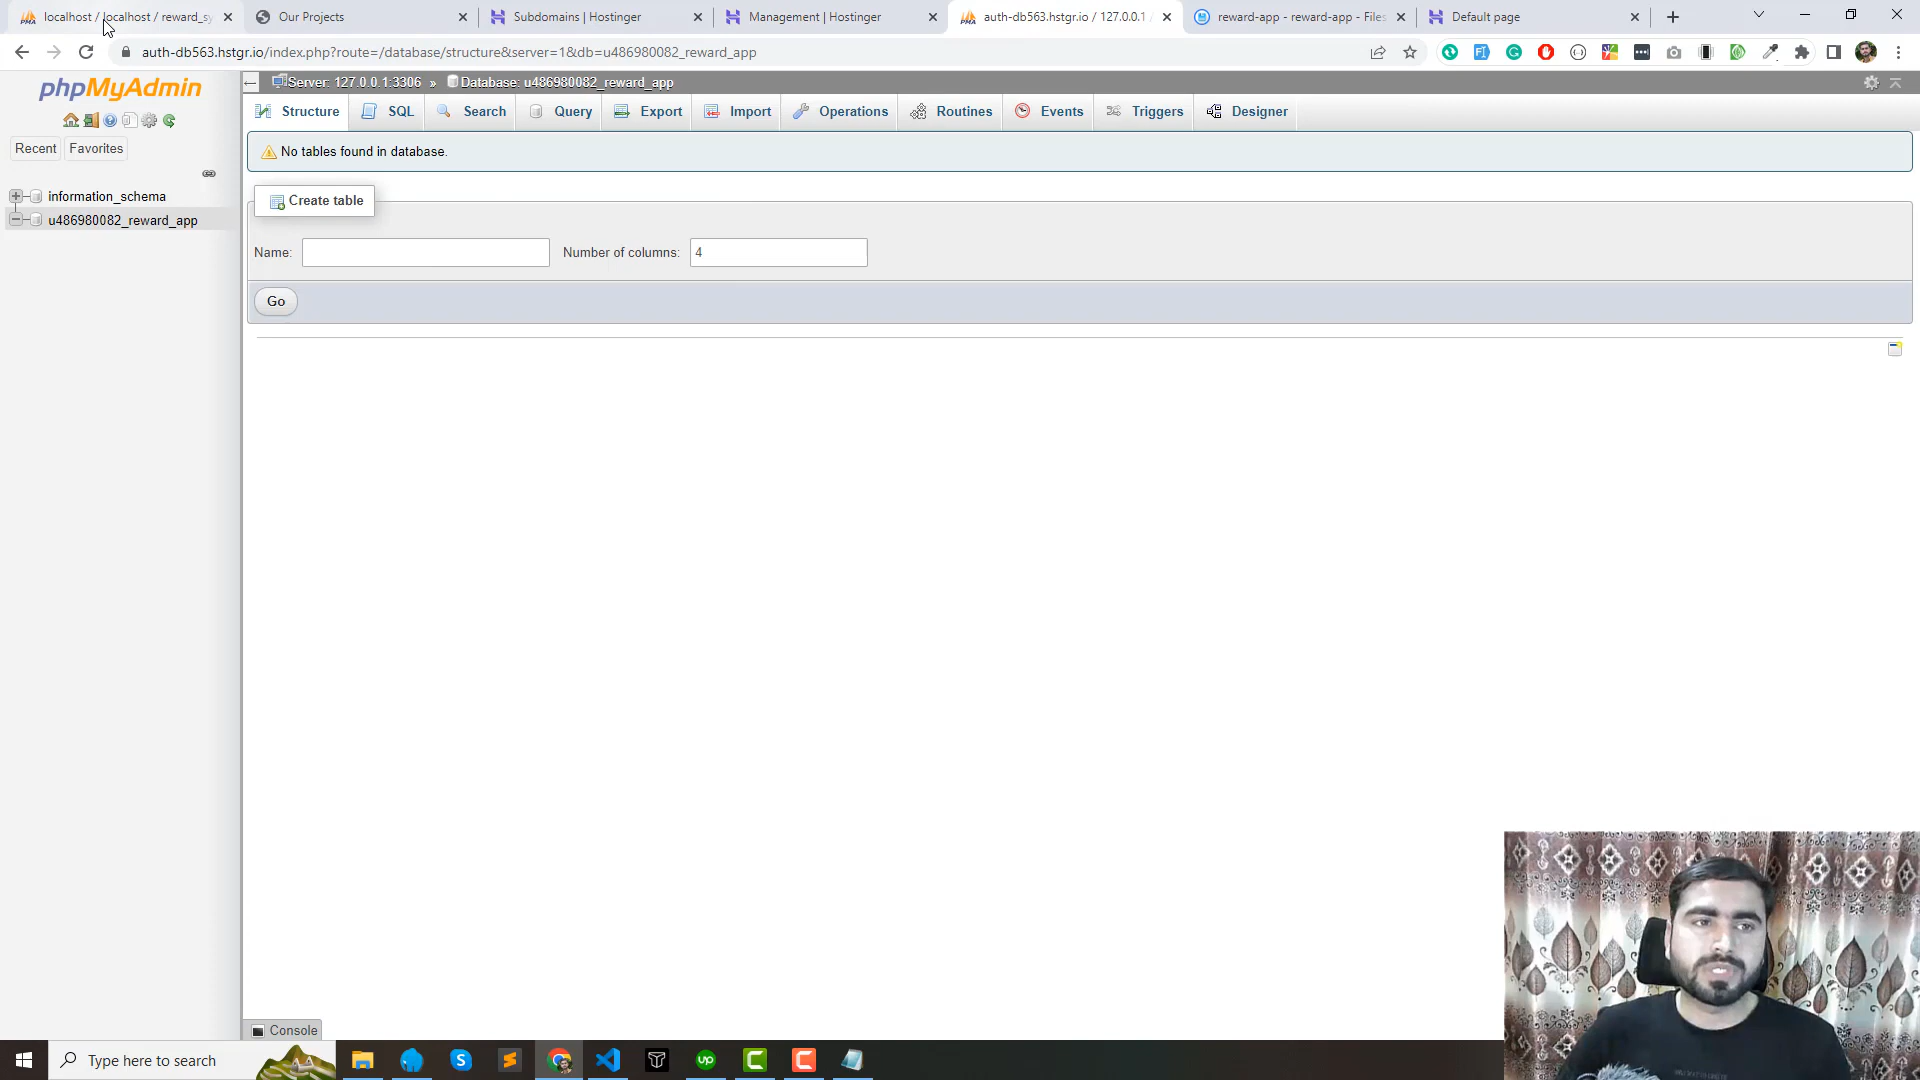 localhost / localhost / reward_sy
Our Projects
Subdomains | Hostinger
Management | Hostinger
auth-db563.hstgr.io / 127.0.0.1 /
reward-app - reward-app - Files
Default page
auth-db563.hstgr.io/index.php?route=/database/structure&server=1&db=u486980082_reward_app
phpMyAdmin
Server: 127.0.0.1:3306 » Database: u486980082_reward_app
Structure SQL Search Query Export Import Operations Routines Events Triggers Designer
Recent Favorites
No tables found in database.
information_schema
u486980082_reward_app
Create table
Name: Number of columns: 4
Go
Console
Type here to search